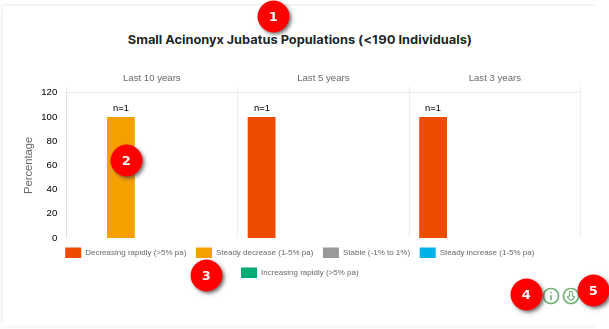 1
Small Acinonyx Jubatus Populations (<190 Individuals)
Last 10 years Last 5 years Last 3 years
120
n=1 n=1 n=1
100
80
2
60
Percentage
40
20
0
Decreasing rapidly (>5% pa) Steady decrease (1-5% pa) Stable (-1% to 1%) Steady increase (1-5% pa)
3 Increasing rapidly (>5% pa)
4 i 5